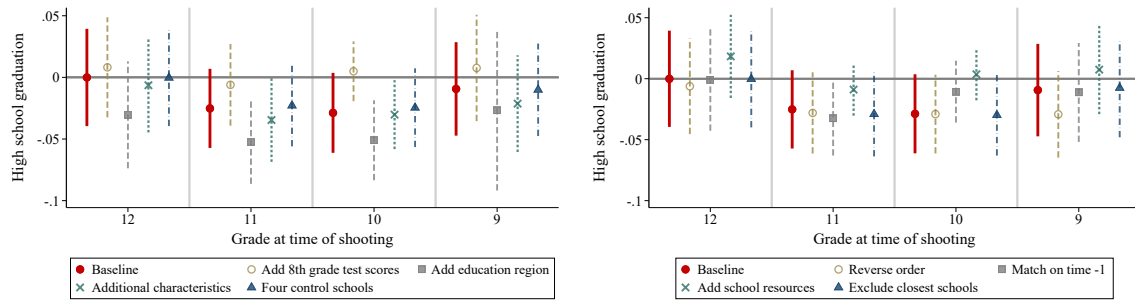 High school graduation
.05
0
-.05
-.1
12 11 10 9
Grade at time of shooting
Baseline Add 8th grade test scores Add education region
Additional characteristics Four control schools
High school graduation
.05
0
-.05
-.1
12 11 10 9
Grade at time of shooting
Baseline Reverse order Match on time -1
Add school resources Exclude closest schools